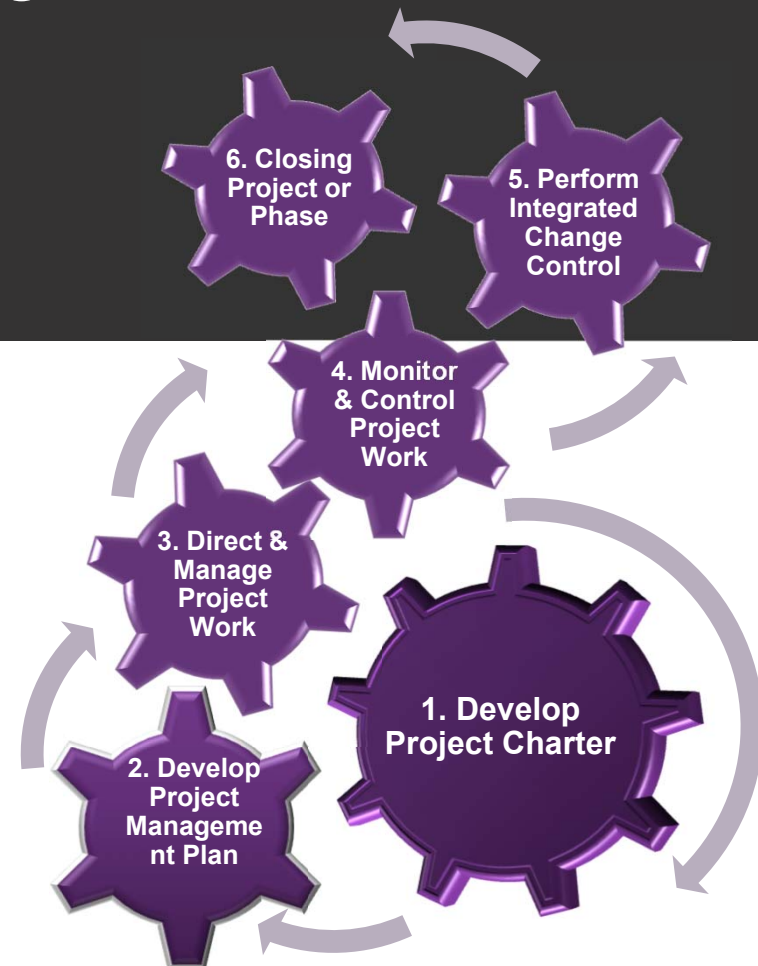 6. Closing
Project or
Phase
5. Perform
Integrated
Change
Control
4. Monitor
& Control
Project
Work
3. Direct &
Manage
Project
Work
1. Develop
Project Charter
2. Develop
Project
Manageme
nt Plan